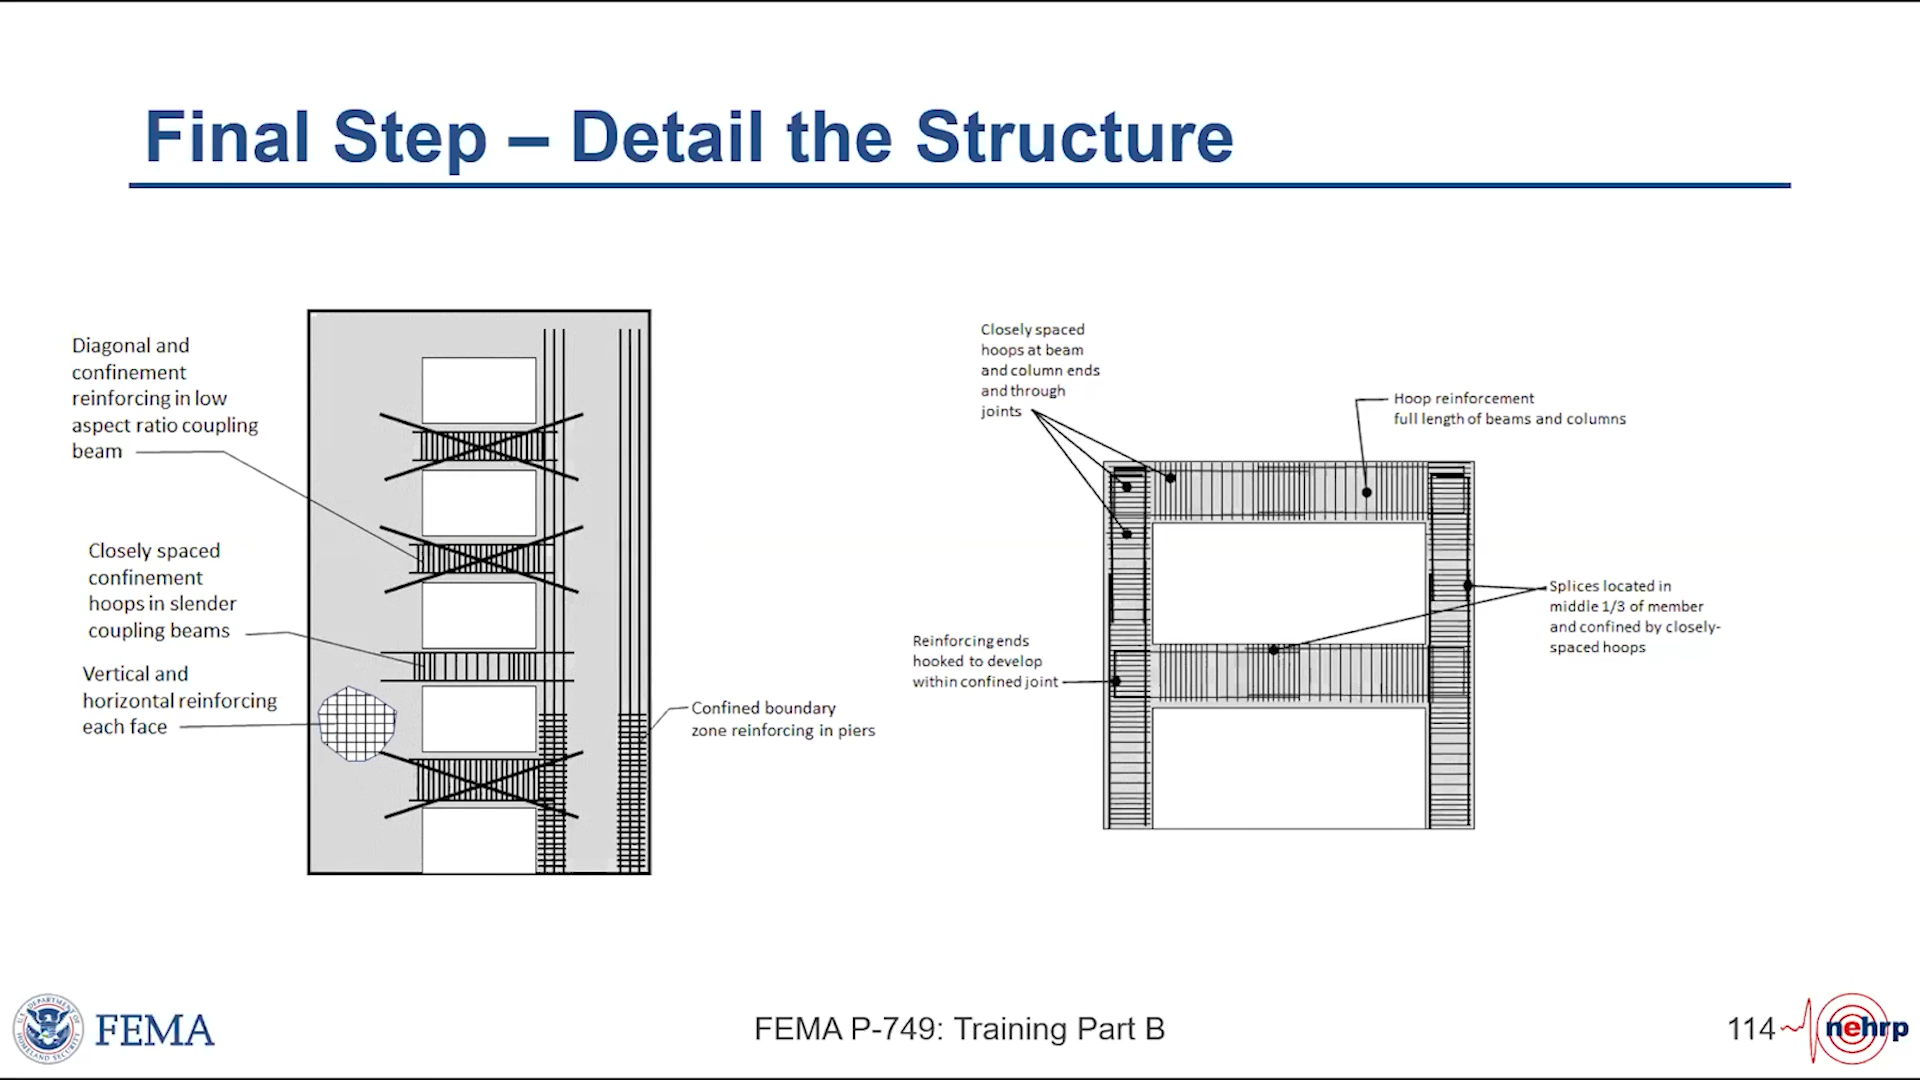 Final Step – Detail the Structure
Diagonal and
confinement
reinforcing in low
aspect ratio coupling
beam
Closely spaced
confinement
hoops in slender
coupling beams
Vertical and
horizontal reinforcing
each face
Confined boundary
zone reinforcing in piers
Closely spaced
hoops at beam
and column ends
and through
joints
Hoop reinforcement
full length of beams and columns
Reinforcing ends
hooked to develop
within confined joint
Splices located in
middle 1/3 of member
and confined by closely-
spaced hoops
FEMA
FEMA P-749: Training Part B
114
nehrp